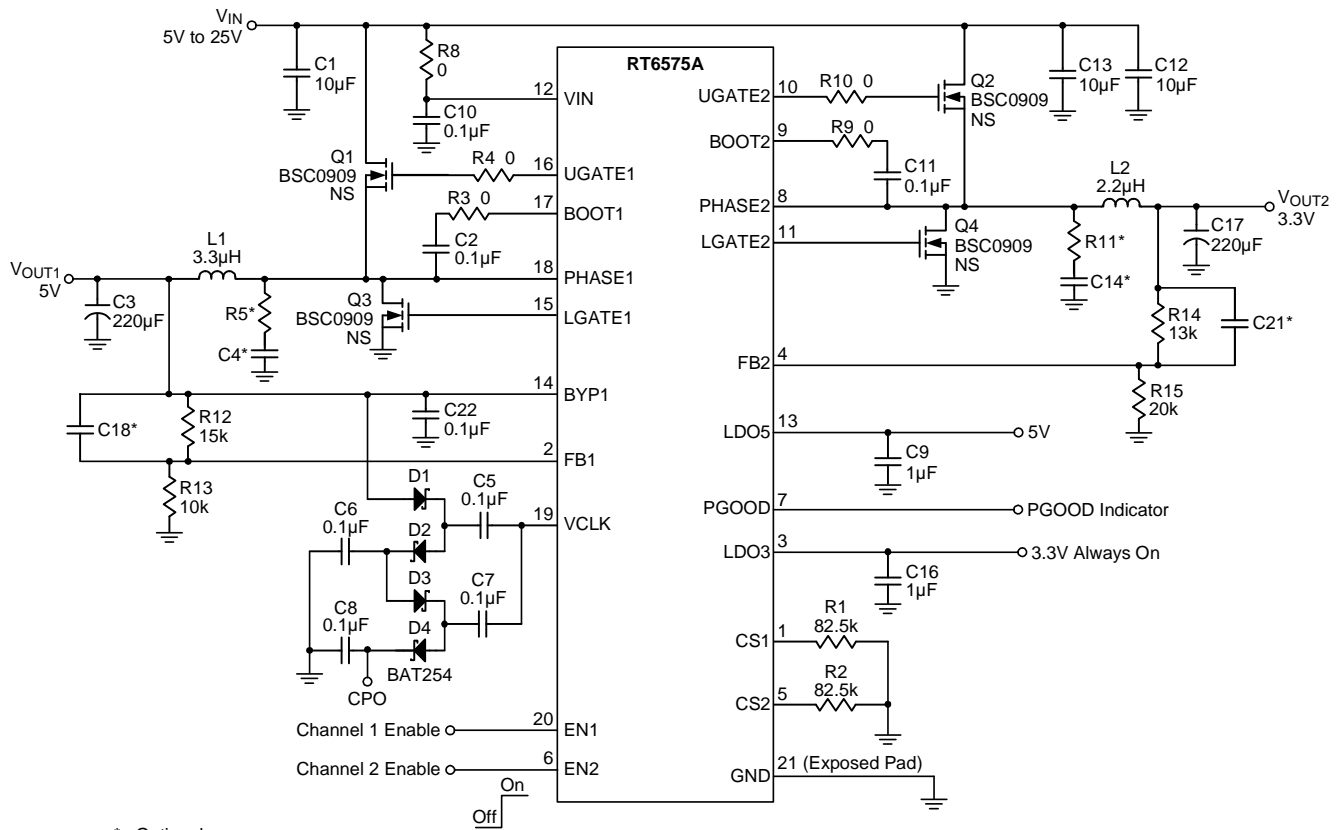 VIN
5V to 25V
C1
10µF
R8
0
C10
0.1µF
12
VIN
RT6575A
UGATE2
10
R10 0
Q2
BSC0909
NS
C13
10µF
C12
10µF
BOOT2
9
R9 0
C11
0.1µF
Q1
BSC0909
NS
R4 0
16
UGATE1
R3 0
17
BOOT1
C2
0.1µF
PHASE2
8
L2
2.2µH
VOUT2
3.3V
C17
220µF
LGATE2
11
Q4
BSC0909
NS
R11*
C14*
VOUT1
5V
L1
3.3µH
18
PHASE1
C3
220µF
R5*
C4*
Q3
BSC0909
NS
15
LGATE1
R14
13k
C21*
FB2
4
R15
20k
14
BYP1
C22
0.1µF
C18*
R12
15k
2
FB1
R13
10k
LDO5
13
5V
C9
1µF
D1
C5
0.1µF
C6
0.1µF
D2
19
VCLK
PGOOD
7
PGOOD Indicator
LDO3
3
3.3V Always On
C16
1µF
D3
C7
0.1µF
C8
0.1µF
D4
BAT254
CPO
R1
82.5k
CS1
1
R2
82.5k
CS2
5
Channel 1 Enable
20
EN1
Channel 2 Enable
6
EN2
GND
21 (Exposed Pad)
On
Off